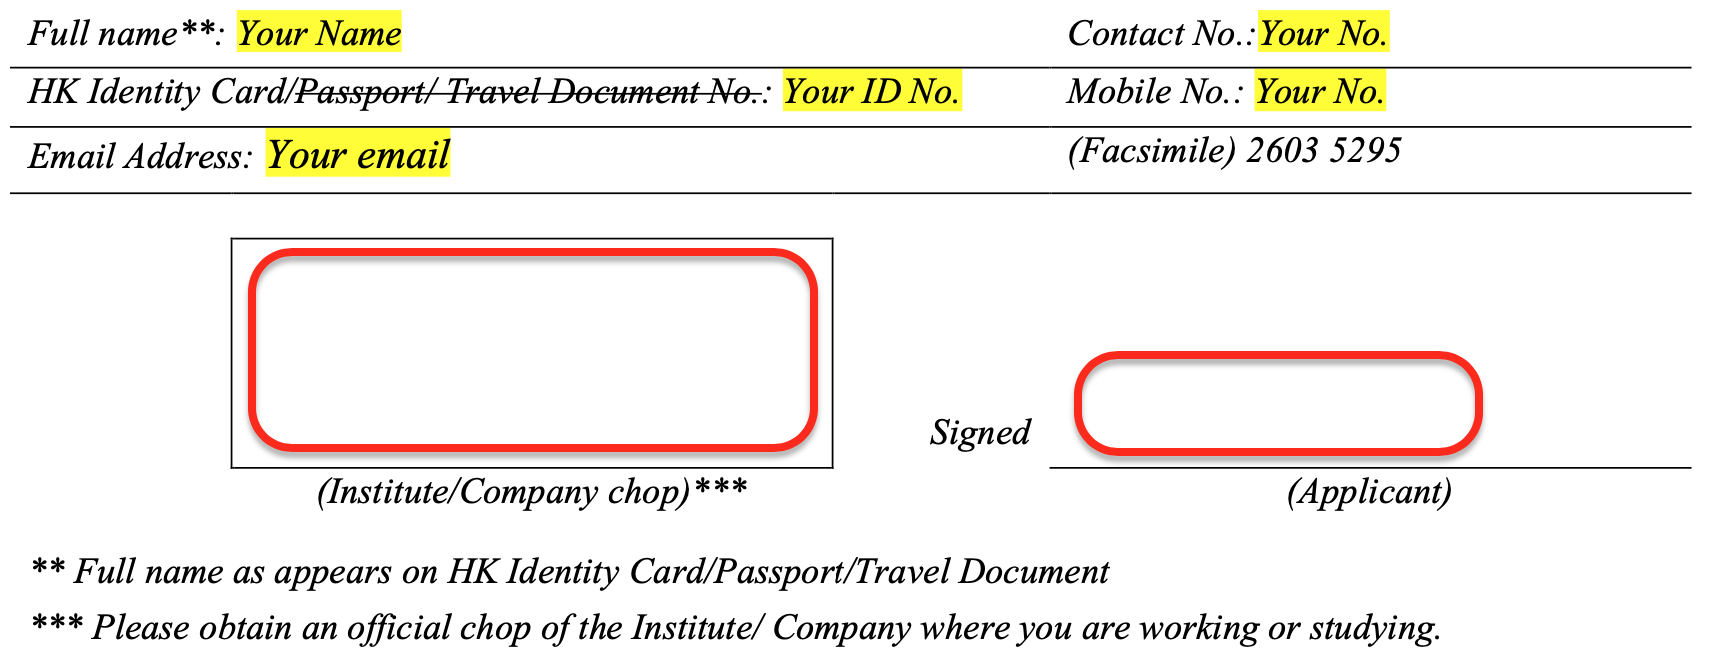 Full name**: Your Name Contact No.:Your No.
HK Identity Card/Passport/ Travel Document No.: Your ID No. Mobile No.: Your No.
Email Address: Your email (Facsimile) 2603 5295
Signed
(Institute/Company chop)*** (Applicant)
** Full name as appears on HK Identity Card/Passport/Travel Document
*** Please obtain an official chop of the Institute/ Company where you are working or studying.